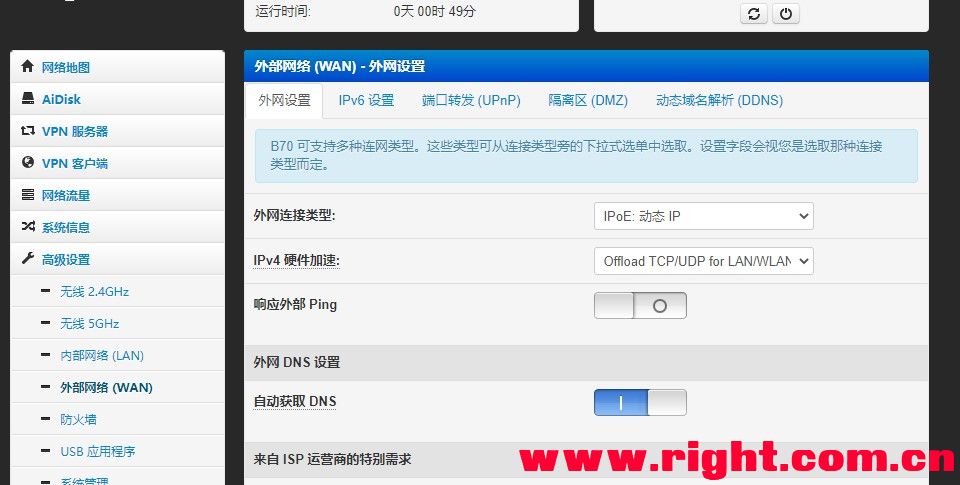 运行时间: 0天 00时 49分
网络地图
AiDisk
VPN 服务器
VPN 客户端
网络流量
系统信息
高级设置
无线 2.4GHz
无线 5GHz
内部网络 (LAN)
外部网络 (WAN)
防火墙
USB 应用程序
系统管理
外部网络 (WAN) - 外网设置
外网设置 IPv6 设置 端口转发 (UPnP) 隔离区 (DMZ) 动态域名解析 (DDNS)
B70 可支持多种连网类型。这些类型可从连接类型旁的下拉式选单中选取。设置字段会视您是选取那种连接
类型而定。
外网连接类型: IPoE: 动态 IP
IPv4 硬件加速: Offload TCP/UDP for LAN/WLAN
响应外部 Ping
外网 DNS 设置
自动获取 DNS
来自 ISP 运营商的特别需求
www.right.com.cn